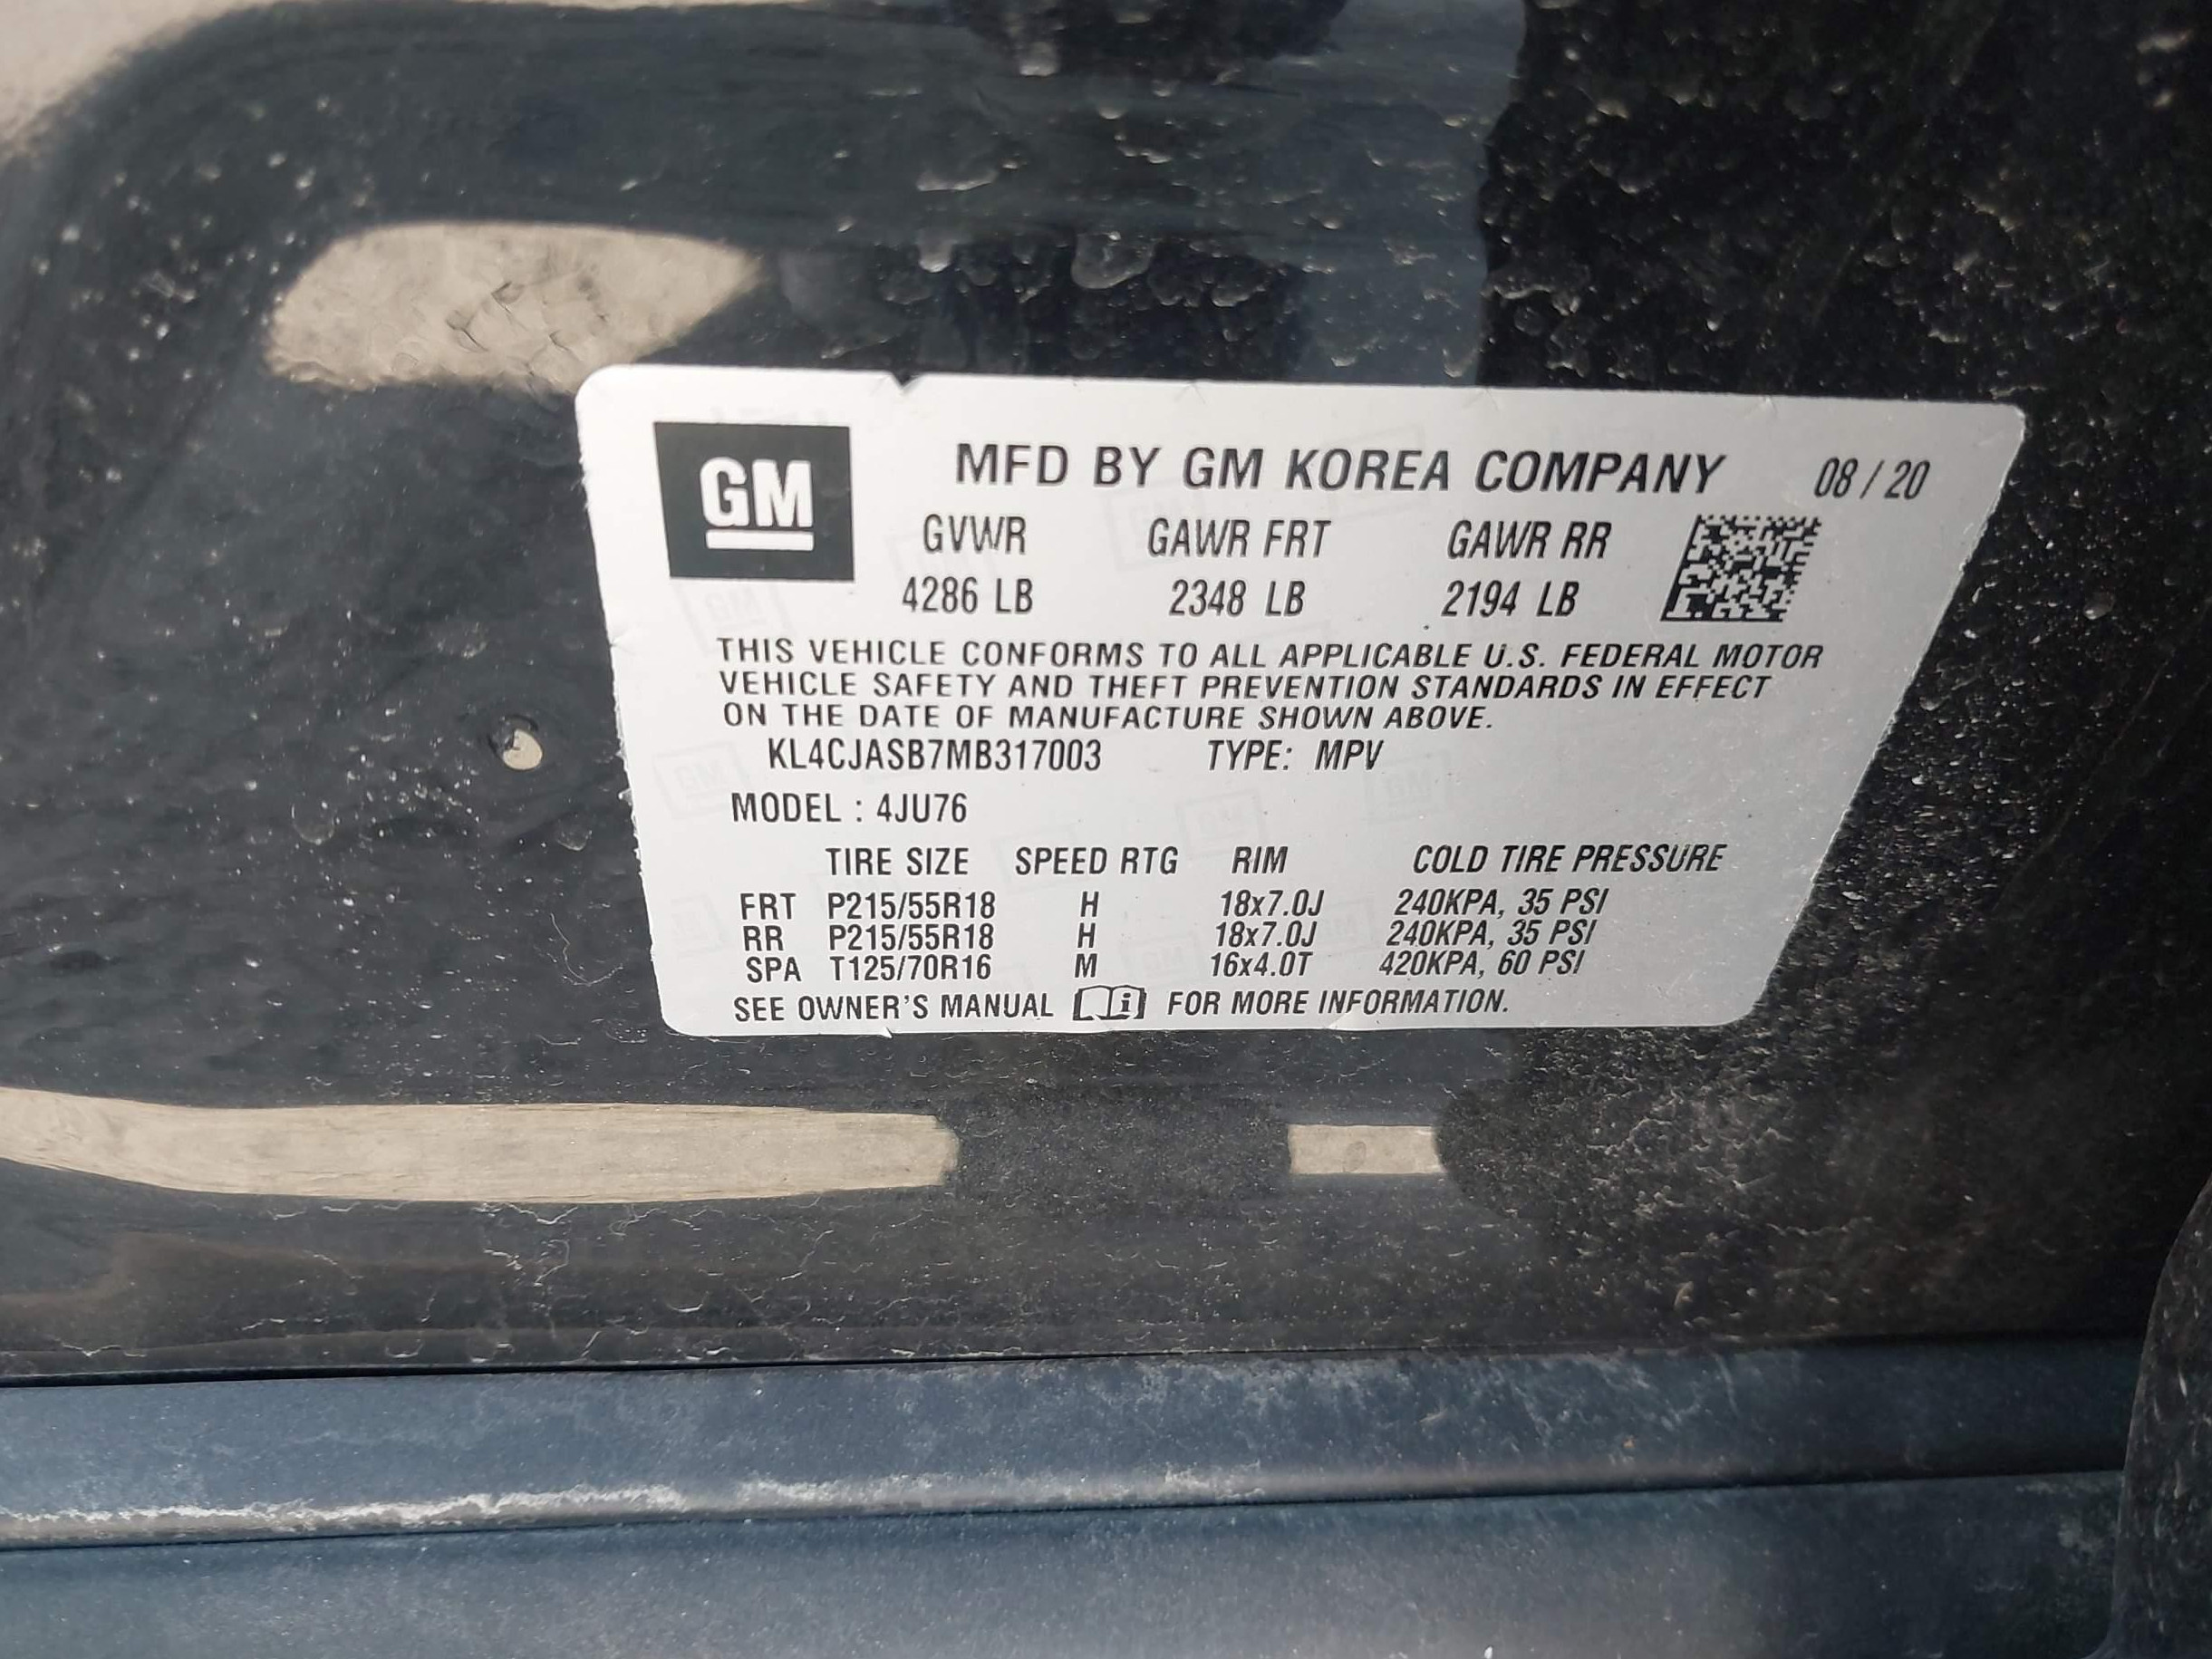 GM
MFD BY GM KOREA COMPANY 08 / 20
GVWR GAWR FRT GAWR RR
4286 LB 2348 LB 2194 LB
THIS VEHICLE CONFORMS TO ALL APPLICABLE U.S. FEDERAL MOTOR
VEHICLE SAFETY AND THEFT PREVENTION STANDARDS IN EFFECT
ON THE DATE OF MANUFACTURE SHOWN ABOVE.
KL4CJASB7MB317003 TYPE: MPV
MODEL : 4JU76
TIRE SIZE SPEED RTG RIM COLD TIRE PRESSURE
FRT P215/55R18 H 18x7.0J 240KPA, 35 PSI
RR P215/55R18 H 18x7.0J 240KPA, 35 PSI
SPA T125/70R16 M 16x4.0T 420KPA, 60 PSI
SEE OWNER'S MANUAL i FOR MORE INFORMATION.